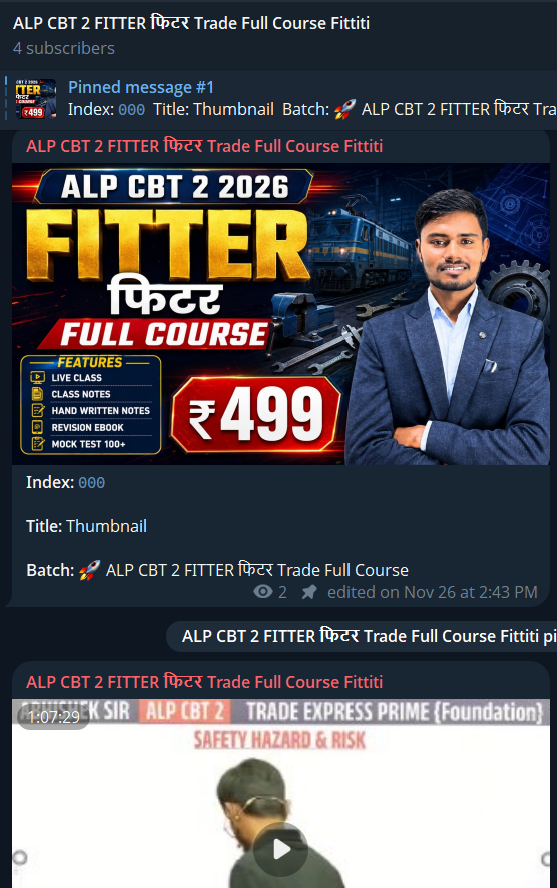 ALP CBT 2 FITTER फिटर Trade Full Course Fittiti
4 subscribers
Pinned message #1
Index: 000 Title: Thumbnail Batch: 🚀 ALP CBT 2 FITTER फिटर Tra
ALP CBT 2 FITTER फिटर Trade Full Course Fittiti
ALP CBT 2 2026
FITTER
फिटर
FULL COURSE
FEATURES
LIVE CLASS
CLASS NOTES
HAND WRITTEN NOTES
REVISION EBOOK
MOCK TEST 100+
₹499
Index: 000
Title: Thumbnail
Batch: 🚀 ALP CBT 2 FITTER फिटर Trade Full Course
2 edited on Nov 26 at 2:43 PM
ALP CBT 2 FITTER फिटर Trade Full Course Fittiti pi
ALP CBT 2 FITTER फिटर Trade Full Course Fittiti
1:07:29
SIR ALP CBT 2 TRADE EXPRESS PRIME {Foundation}
SAFETY HAZARD & RISK